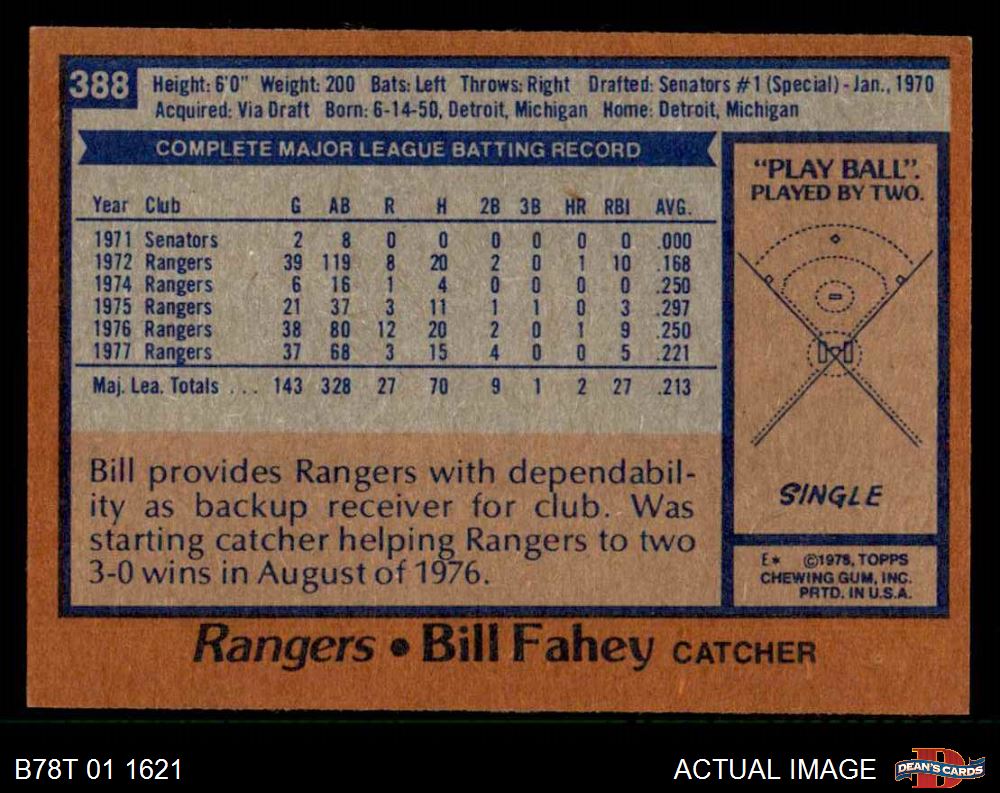 388
Height: 6'0" Weight: 200 Bats: Left Throws: Right Drafted: Senators #1 (Special) - Jan., 1970
Acquired: Via Draft Born: 6-14-50, Detroit, Michigan Home: Detroit, Michigan
COMPLETE MAJOR LEAGUE BATTING RECORD
Year Club G AB R H 2B 3B HR RBI AVG.
1971 Senators 2 8 0 0 0 0 0 0 .000
1972 Rangers 39 119 8 20 2 0 1 10 .168
1974 Rangers 6 16 1 4 0 0 0 0 .250
1975 Rangers 21 37 3 11 1 1 0 3 .297
1976 Rangers 38 80 12 20 2 0 1 9 .250
1977 Rangers 37 68 3 15 4 0 0 5 .221
Maj. Lea. Totals ... 143 328 27 70 9 1 2 27 .213
Bill provides Rangers with dependabil-
ity as backup receiver for club. Was
starting catcher helping Rangers to two
3-0 wins in August of 1976.
"PLAY BALL".
PLAYED BY TWO.
SINGLE
E* ©1978, TOPPS
CHEWING GUM, INC.
PRTD. IN U.S.A.
Rangers • Bill Fahey CATCHER
B78T 01 1621
ACTUAL IMAGE
D
DEAN'S CARDS